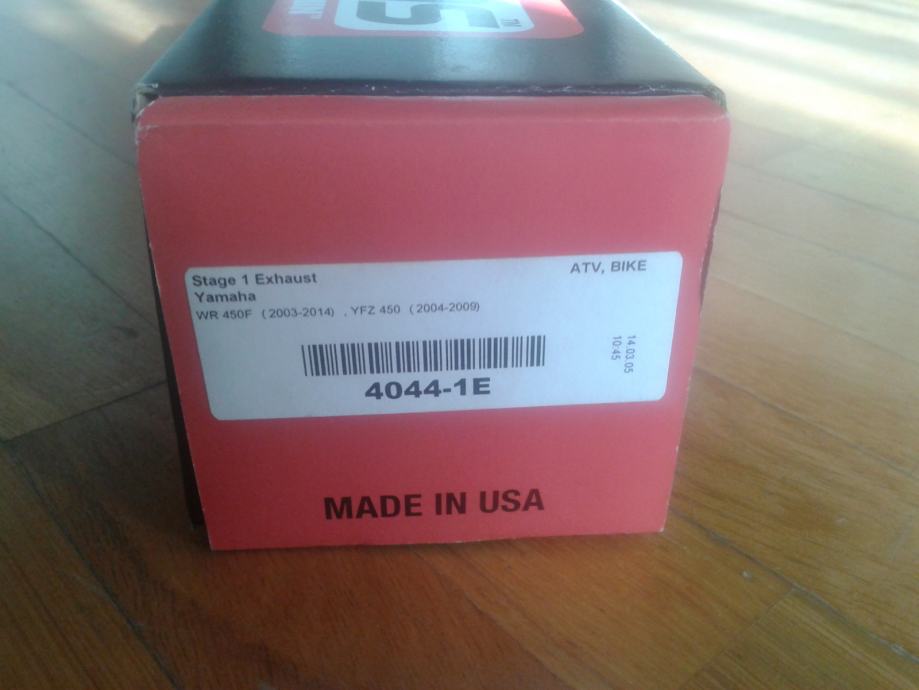 Stage 1 Exhaust
Yamaha
WR 450F (2003-2014) , YFZ 450 (2004-2009)
ATV, BIKE
14.03.05
10:45
4044-1E
MADE IN USA